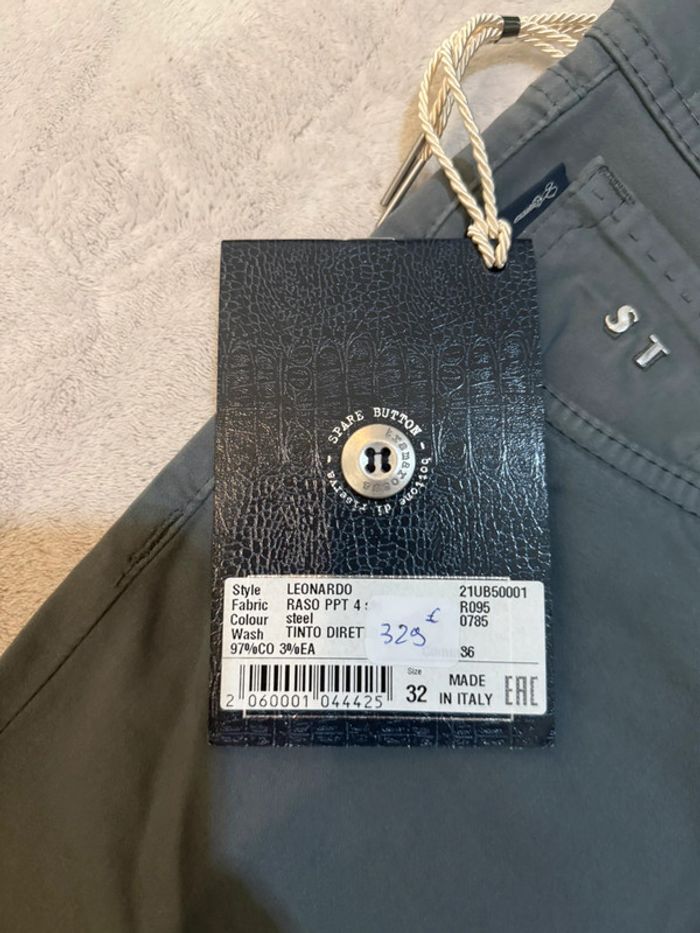 ST
SPARE BUTTON - bottone di riserva -
kramarossa
Style LEONARDO 21UB50001
Fabric RASO PPT 4 R095
Colour steel 0785
Wash TINTO DIRET
329 £
97%CO 3%EA 36
Size
32
MADE IN ITALY
EAC
2 060001 044425